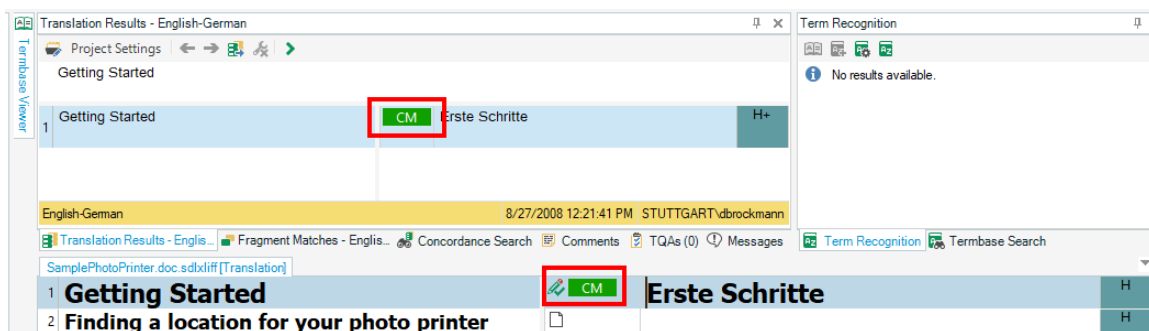 Termbase Viewer
Translation Results - English-German
Project Settings
Getting Started
1 Getting Started CM Erste Schritte H+
English-German 8/27/2008 12:21:41 PM STUTTGART\dbrockmann
Translation Results - Englis... Fragment Matches - Englis... Concordance Search Comments TQAs (0) Messages
Term Recognition
No results available.
Term Recognition Termbase Search
SamplePhotoPrinter.doc.sdlxliff [Translation]
1 Getting Started CM Erste Schritte H
2 Finding a location for your photo printer H